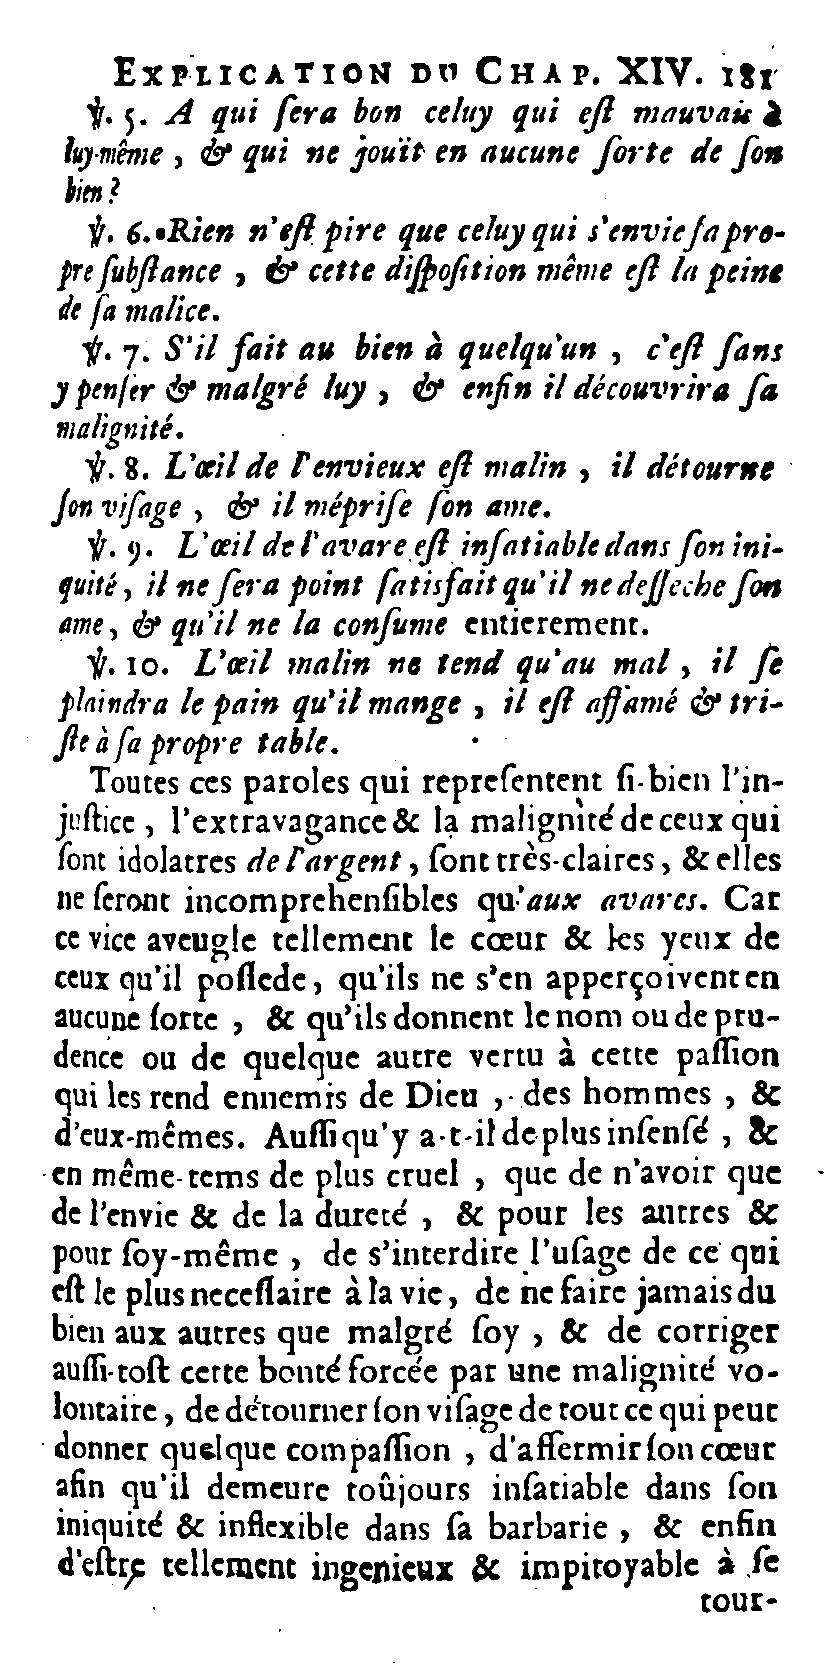 EXPLICATION DU CHAP. XIV. 181
℣. 5. A qui ſera bon celuy qui eſt mauvais à
luy-même, & qui ne jouït en aucune ſorte de ſon
bien?
℣. 6. Rien n'eſt pire que celuy qui s'envie ſa pro-
pre ſubſtance, & cette diſpoſition même eſt la peine
de ſa malice.
℣. 7. S'il fait au bien à quelqu'un, c'eſt ſans
y penſer & malgré luy, & enfin il découvrira ſa
malignité.
℣. 8. L'œil de l'envieux eſt malin, il détourne
ſon viſage, & il mépriſe ſon ame.
℣. 9. L'œil de l'avare eſt inſatiable dans ſon ini-
quité, il ne ſera point ſatisfait qu'il ne deſſeche ſon
ame, & qu'il ne la conſume entierement.
℣. 10. L'œil malin ne tend qu'au mal, il ſe
plaindra le pain qu'il mange, il eſt affamé & tri-
ſte à ſa propre table.
Toutes ces paroles qui repreſentent ſi-bien l'in-
juſtice, l'extravagance & la malignité de ceux qui
ſont idolatres de l'argent, ſont très-claires, & elles
ne ſeront incomprehenſibles qu'aux avares. Car
ce vice aveugle tellement le cœur & les yeux de
ceux qu'il poſſede, qu'ils ne s'en apperçoivent en
aucune ſorte, & qu'ils donnent le nom ou de pru-
dence ou de quelque autre vertu à cette paſſion
qui les rend ennemis de Dieu, des hommes, &
d'eux-mêmes. Auſſi qu'y a-t-il de plus inſenſé, &
en même-tems de plus cruel, que de n'avoir que
de l'envie & de la dureté, & pour les autres &
pour ſoy-même, de s'interdire l'uſage de ce qui
eſt le plus neceſſaire à la vie, de ne faire jamais du
bien aux autres que malgré ſoy, & de corriger
auſſi-toſt cette bonté forcée par une malignité vo-
lontaire, de détourner ſon viſage de tout ce qui peut
donner quelque compaſſion, d'affermir ſon cœur
afin qu'il demeure toûjours inſatiable dans ſon
iniquité & inflexible dans ſa barbarie, & enfin
d'eſtre tellement ingenieux & impitoyable à ſe
tour-